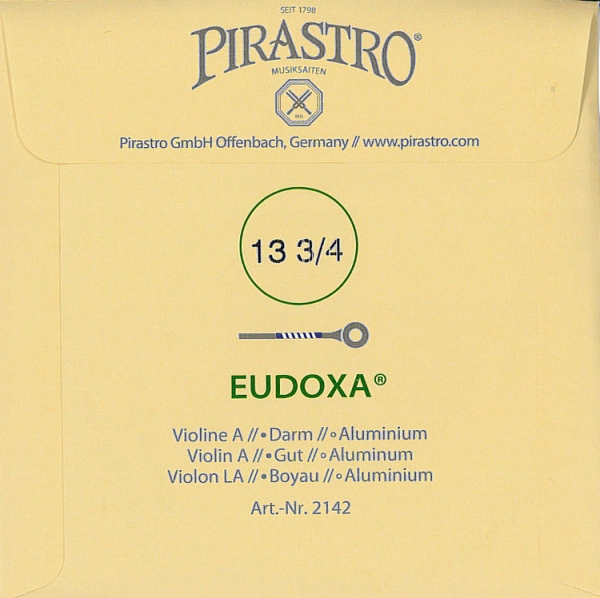 SEIT 1798
PIRASTRO®
MUSIKSAITEN
Pirastro GmbH Offenbach, Germany // www.pirastro.com
13 3/4
EUDOXA®
Violine A //•Darm //∘Aluminium
Violin A //•Gut //∘Aluminum
Violon LA //•Boyau //∘Aluminium
Art.-Nr. 2142